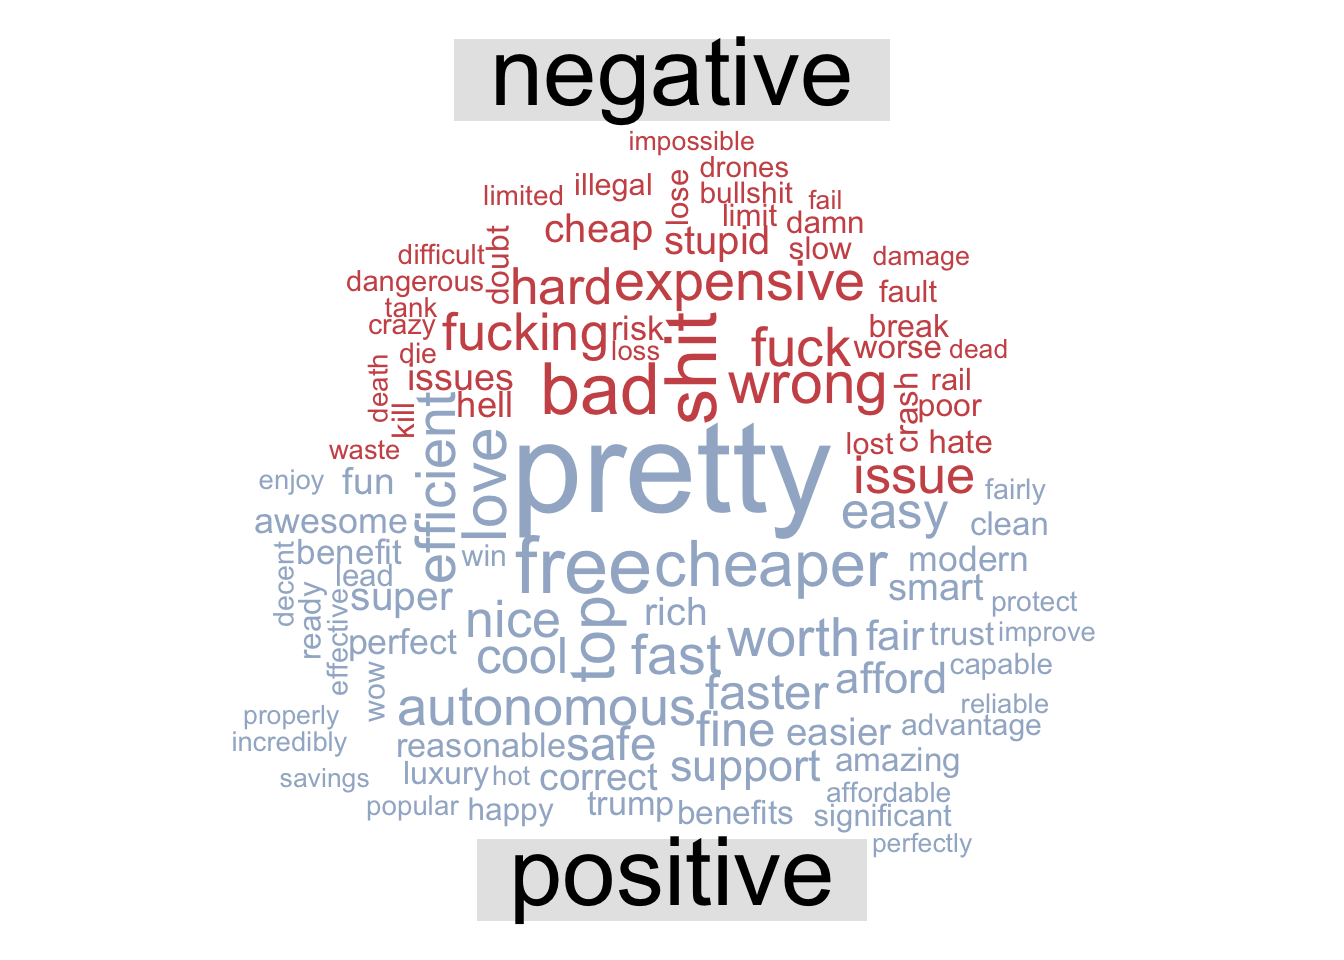 negative
impossible
drones
limited illegal lose bullshit fail
limit damn
cheap stupid slow
difficult doubt damage
dangerous hard expensive fault
tank
crazy fucking risk shit fuck break
die loss worse dead
death issues bad wrong crash rail
kill hell poor
waste lost hate
efficient love pretty issue
enjoy fun fairly
awesome easy clean
decent benefit win free cheaper modern
lead
ready super smart protect
effective nice top rich
perfect worth fair trust improve
wow cool fast afford capable
autonomous faster reliable
properly fine advantage
incredibly reasonable safe easier
savings luxury hot correct support amazing
popular happy trump benefits affordable
significant
perfectly
positive